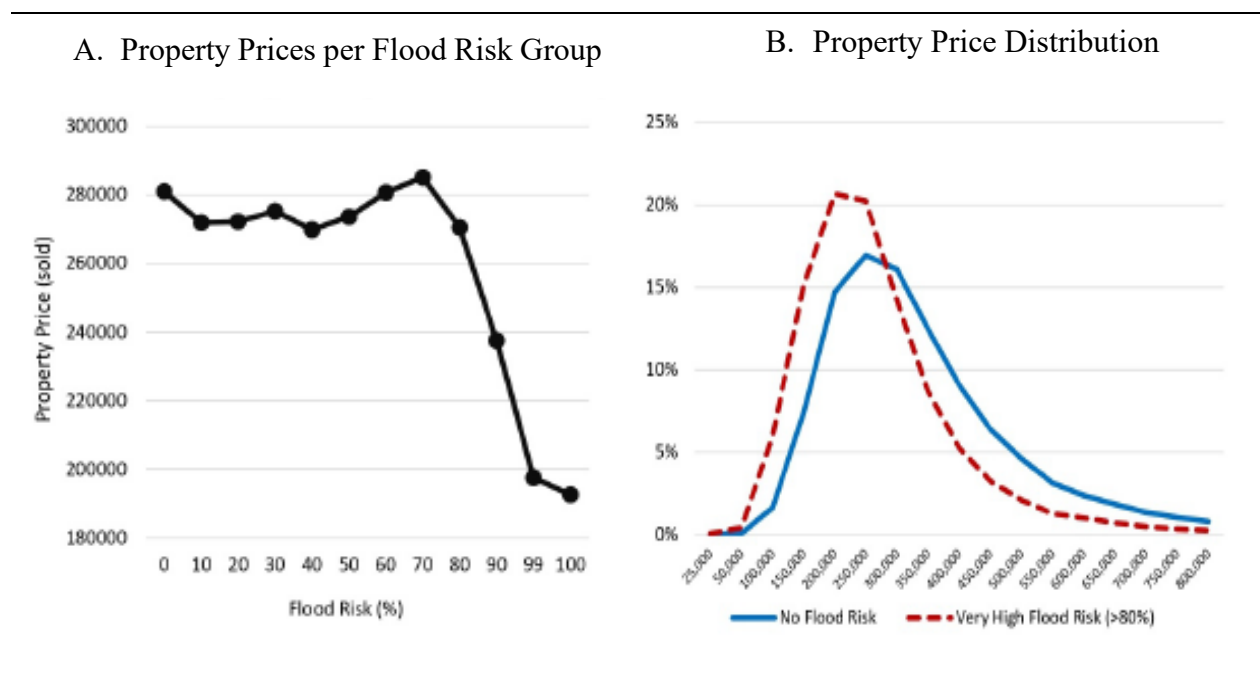 A. Property Prices per Flood Risk Group
300000
280000
260000
240000
220000
200000
180000
Property Price (sold)
0 10 20 30 40 50 60 70 80 90 99 100
Flood Risk (%)
B. Property Price Distribution
25%
20%
15%
10%
5%
0%
25,000 50,000 100,000 150,000 200,000 250,000 300,000 350,000 400,000 450,000 500,000 550,000 600,000 650,000 700,000 750,000 800,000
No Flood Risk Very High Flood Risk (>80%)